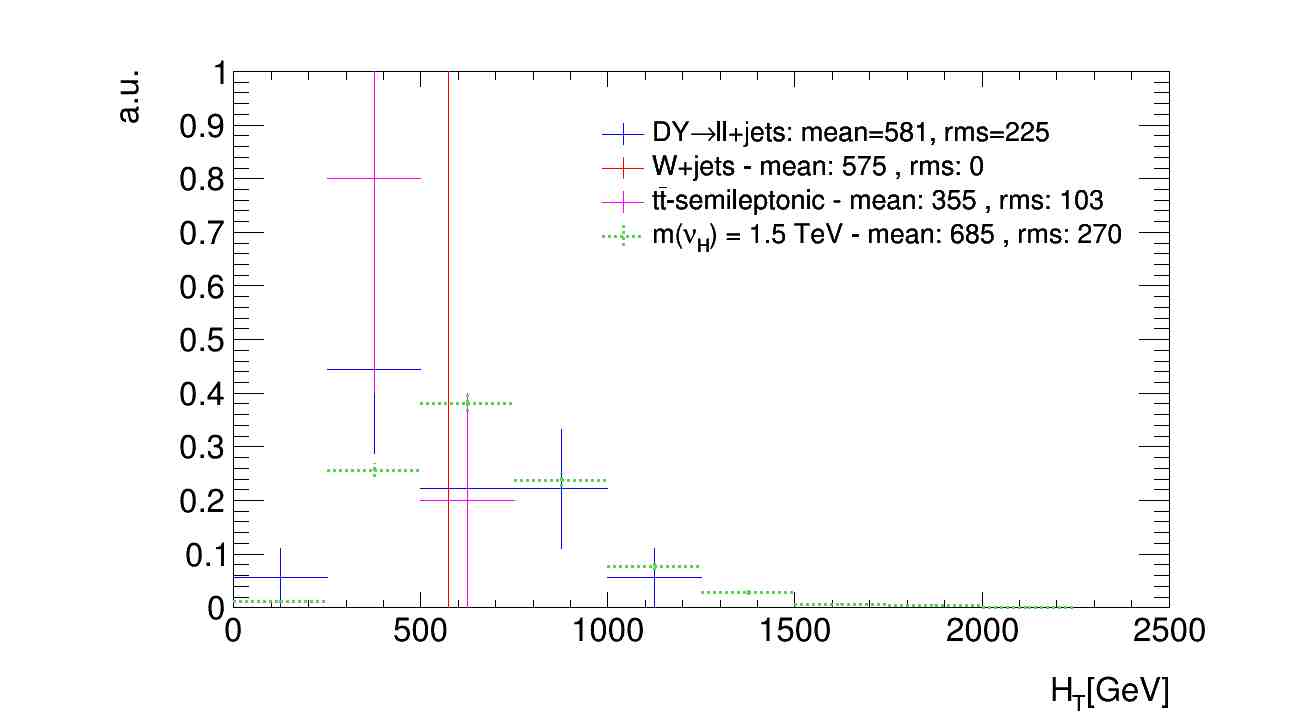 a.u.
1
0.9
0.8
0.7
0.6
0.5
0.4
0.3
0.2
0.1
0
DY→ll+jets: mean=581, rms=225
W+jets - mean: 575 , rms: 0
tt̄-semileptonic - mean: 355 , rms: 103
m(ν_H) = 1.5 TeV - mean: 685 , rms: 270
0 500 1000 1500 2000 2500
H_T[GeV]